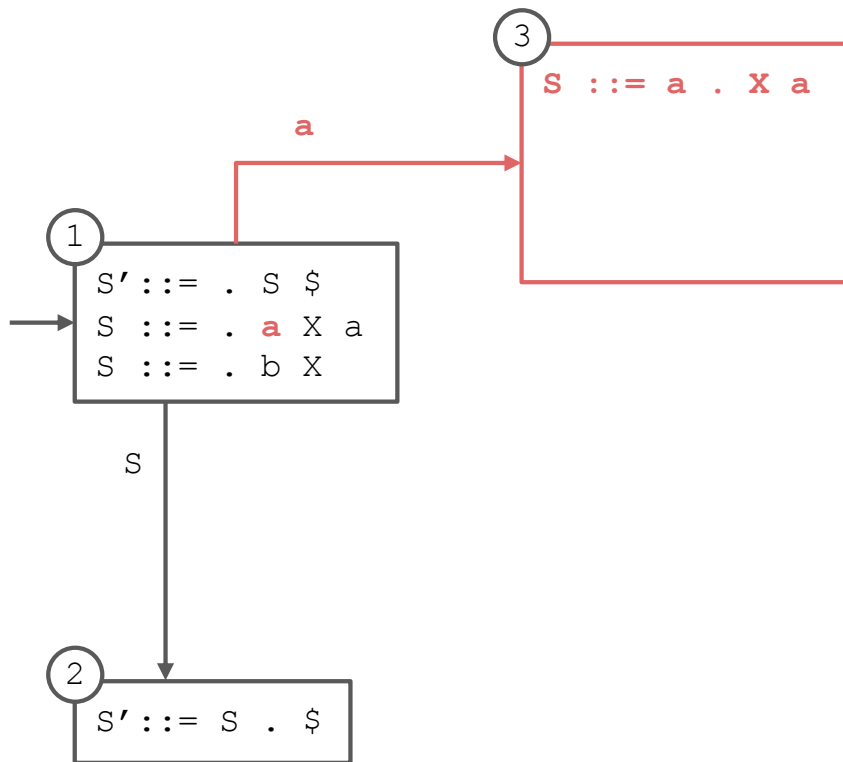 3
S ::= a . X a
a
1
S'::= . S $
S ::= . a X a
S ::= . b X
S
2
S'::= S . $